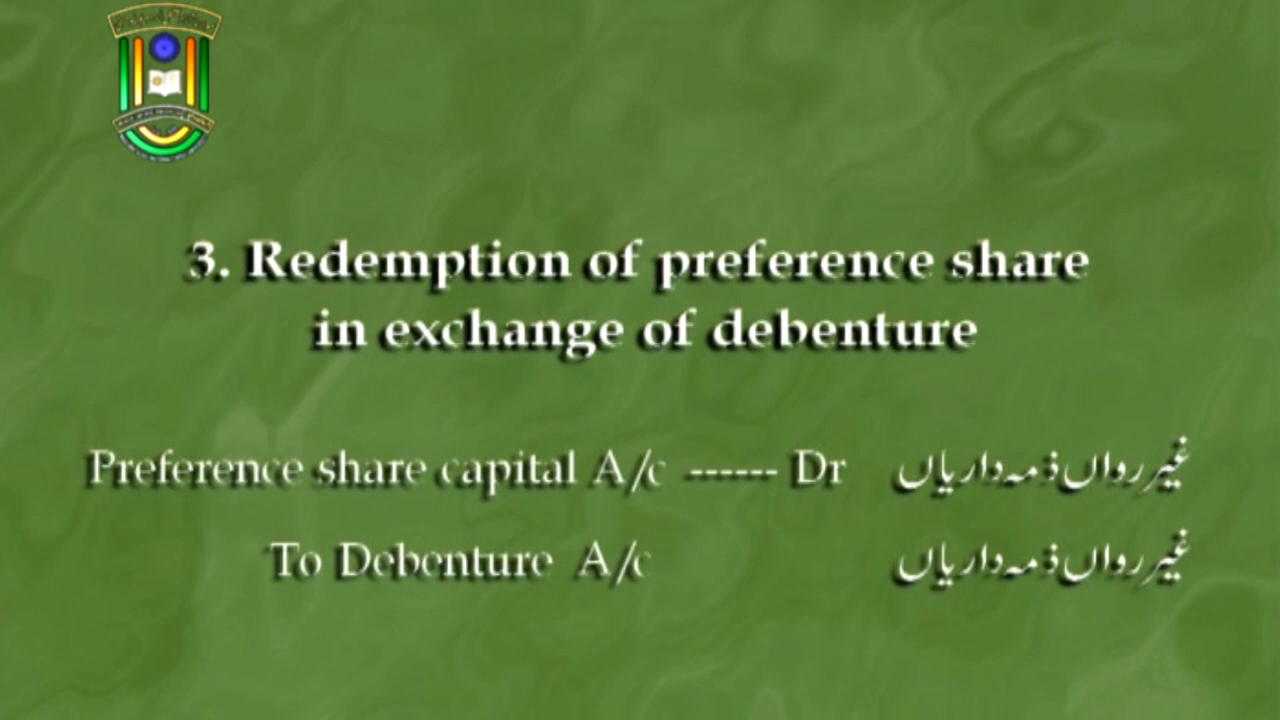 3. Redemption of preference share
in exchange of debenture
Preference share capital A/c ------ Dr غیر رواں ذمہ داریاں
To Debenture A/c غیر رواں ذمہ داریاں